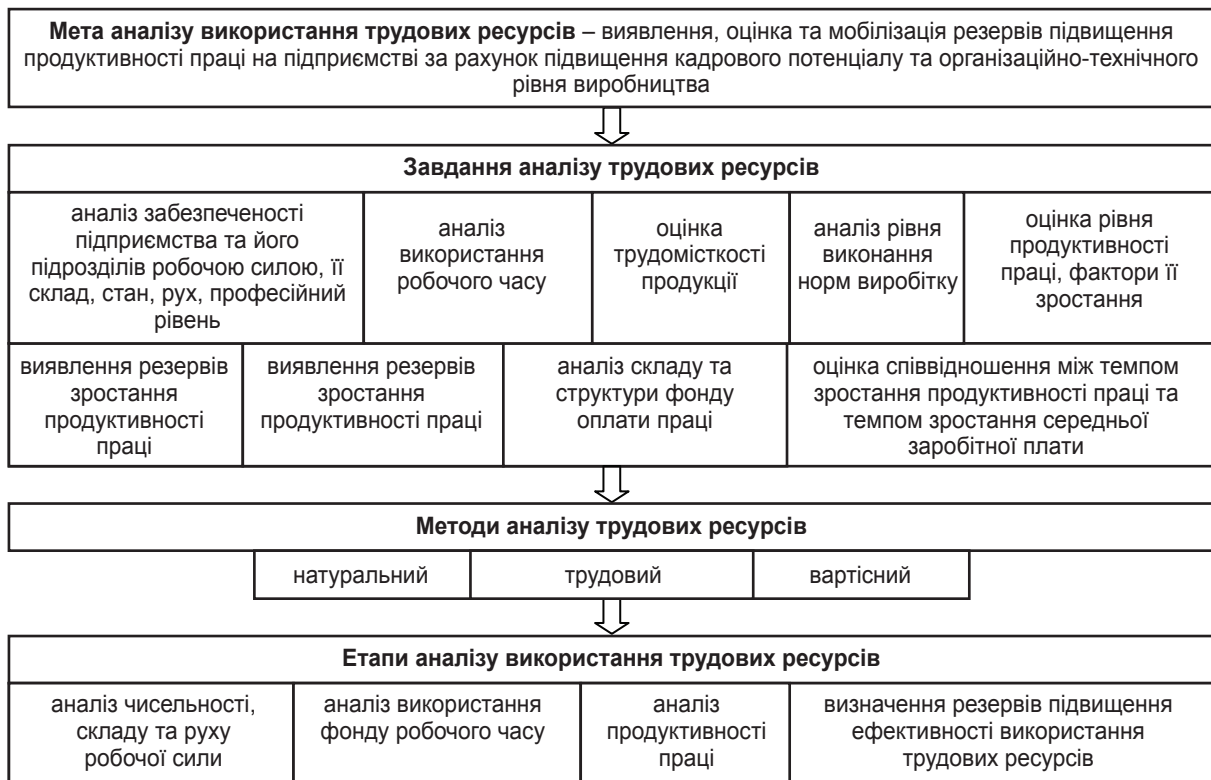 Мета аналізу використання трудових ресурсів – виявлення, оцінка та мобілізація резервів підвищення
продуктивності праці на підприємстві за рахунок підвищення кадрового потенціалу та організаційно-технічного
рівня виробництва
Завдання аналізу трудових ресурсів
аналіз забезпеченості
підприємства та його
підрозділів робочою силою, її
склад, стан, рух, професійний
рівень
аналіз
використання
робочого часу
оцінка
трудомісткості
продукції
аналіз рівня
виконання
норм виробітку
оцінка рівня
продуктивності
праці, фактори її
зростання
виявлення резервів
зростання
продуктивності
праці
виявлення резервів
зростання
продуктивності праці
аналіз складу та
структури фонду
оплати праці
оцінка співвідношення між темпом
зростання продуктивності праці та
темпом зростання середньої
заробітної плати
Методи аналізу трудових ресурсів
натуральний
трудовий
вартісний
Етапи аналізу використання трудових ресурсів
аналіз чисельності,
складу та руху
робочої сили
аналіз використання
фонду робочого часу
аналіз
продуктивності
праці
визначення резервів підвищення
ефективності використання
трудових ресурсів